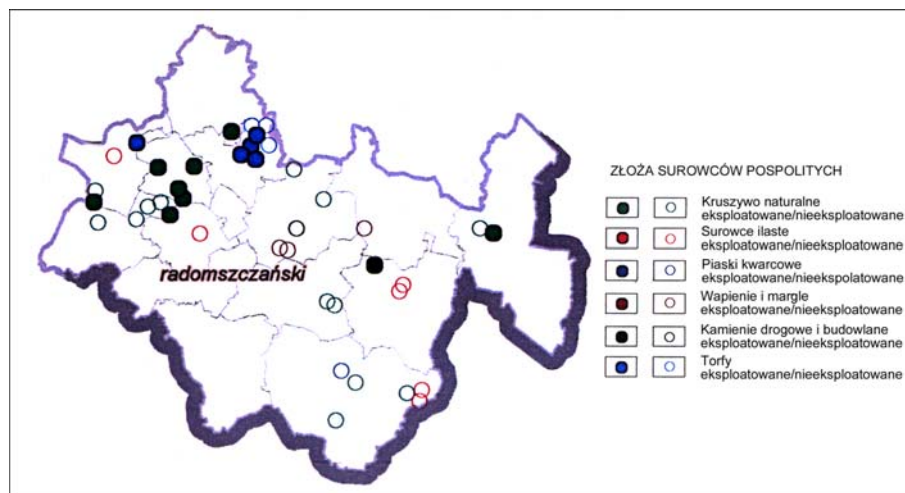 radomszczański
ZŁOŻA SUROWCÓW POSPOLITYCH
Kruszywo naturalne
eksploatowane/nieeksploatowane
Surowce ilaste
eksploatowane/nieeksploatowane
Piaski kwarcowe
eksploatowane/nieekspolatowane
Wapienie i margle
eksploatowane/nieeksploatowane
Kamienie drogowe i budowlane
eksploatowane/nieeksploatowane
Torfy
eksploatowane/nieeksploatowane